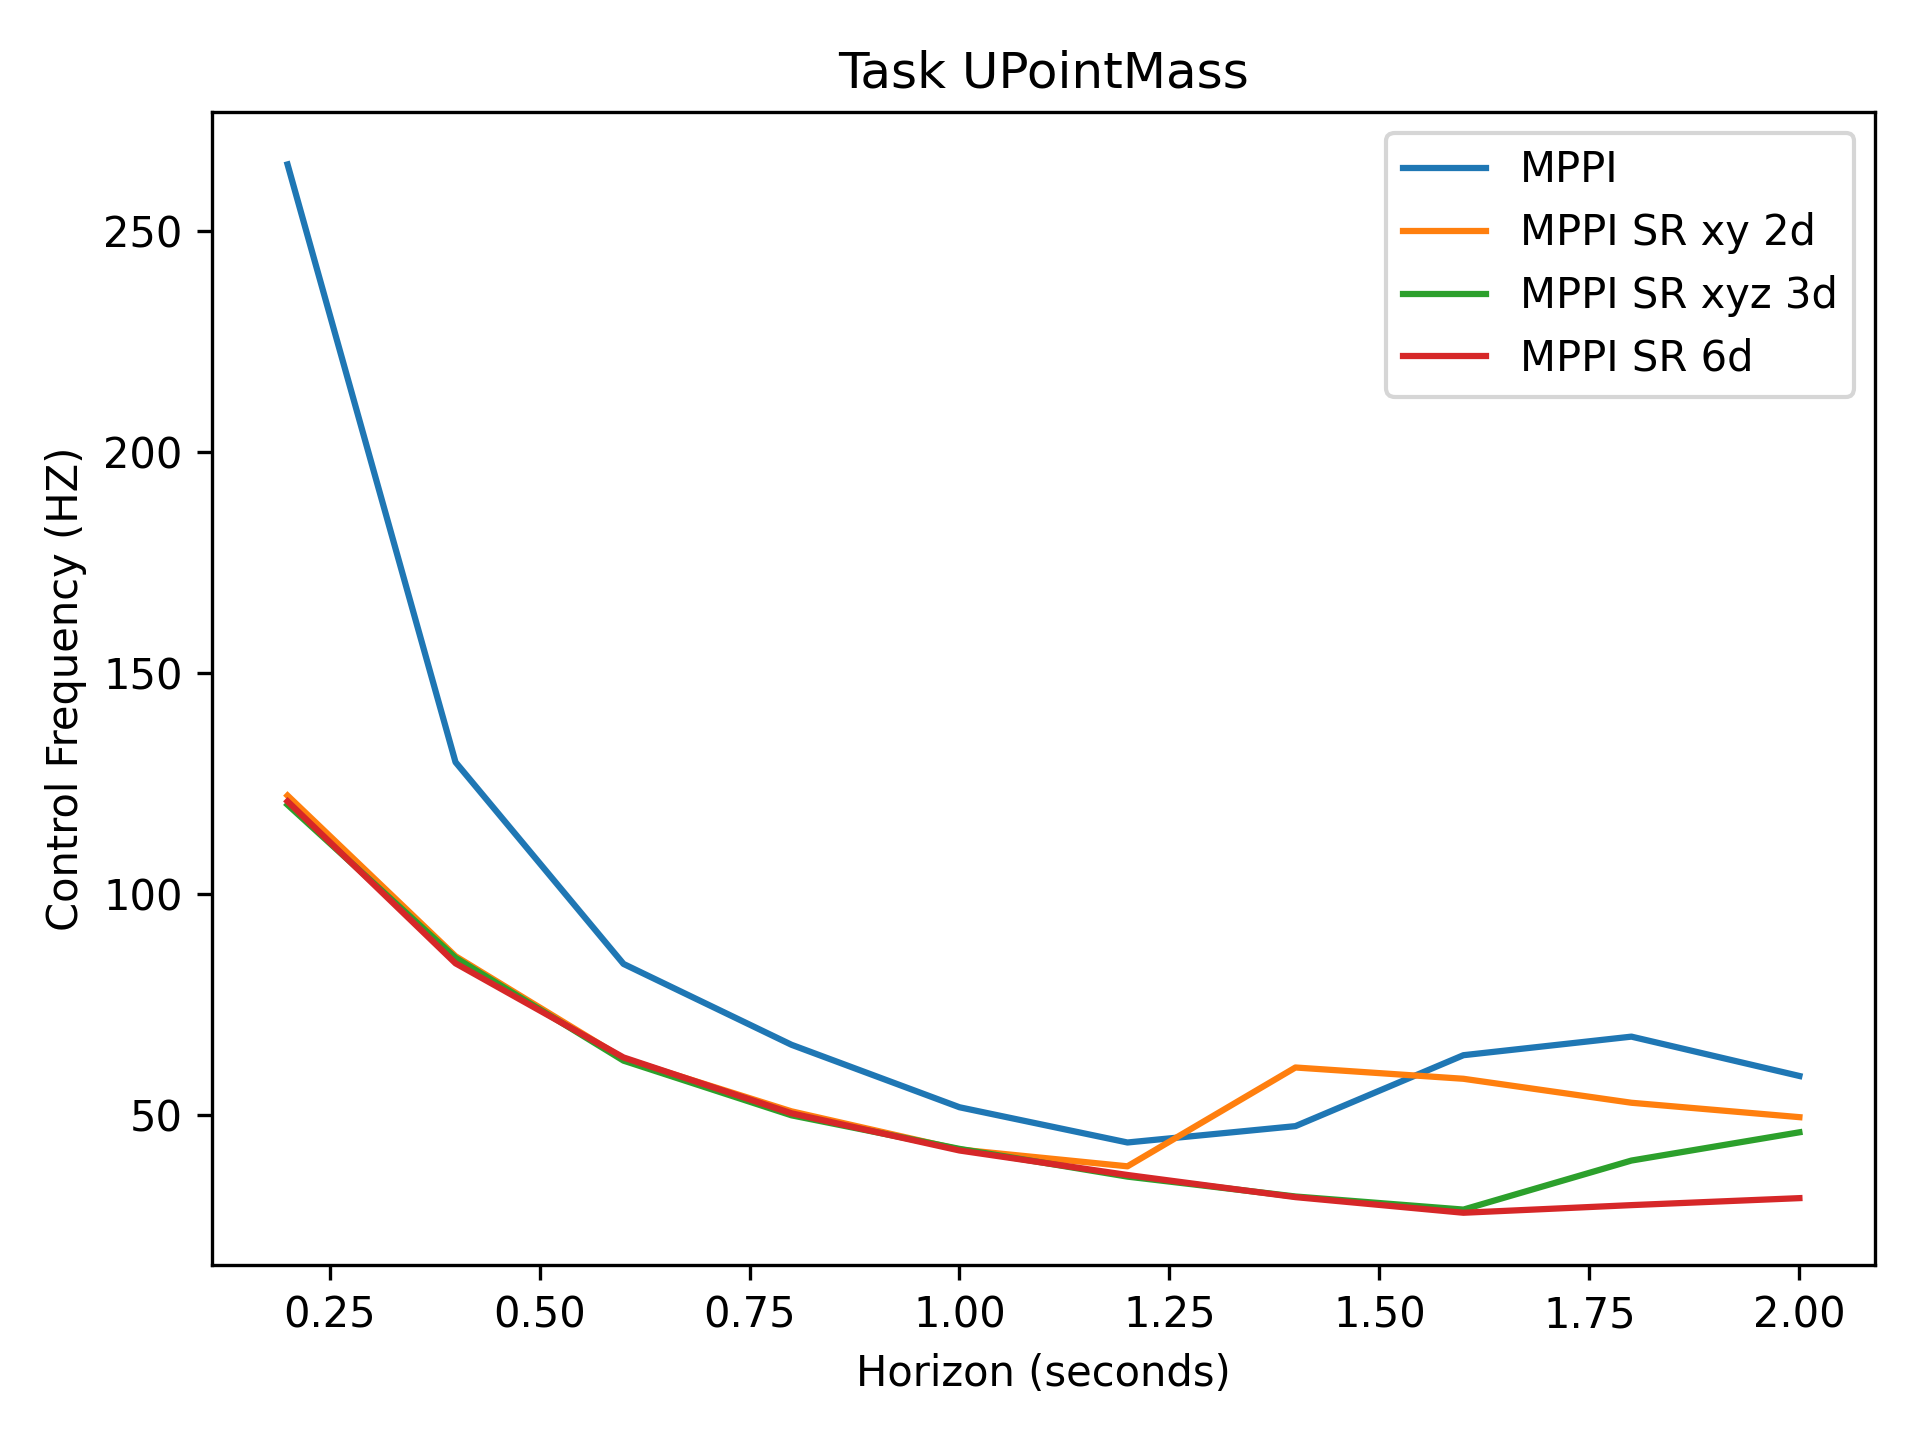 Task UPointMass
MPPI
MPPI SR xy 2d
MPPI SR xyz 3d
MPPI SR 6d
Control Frequency (HZ)
250
200
150
100
50
0.25 0.50 0.75 1.00 1.25 1.50 1.75 2.00
Horizon (seconds)